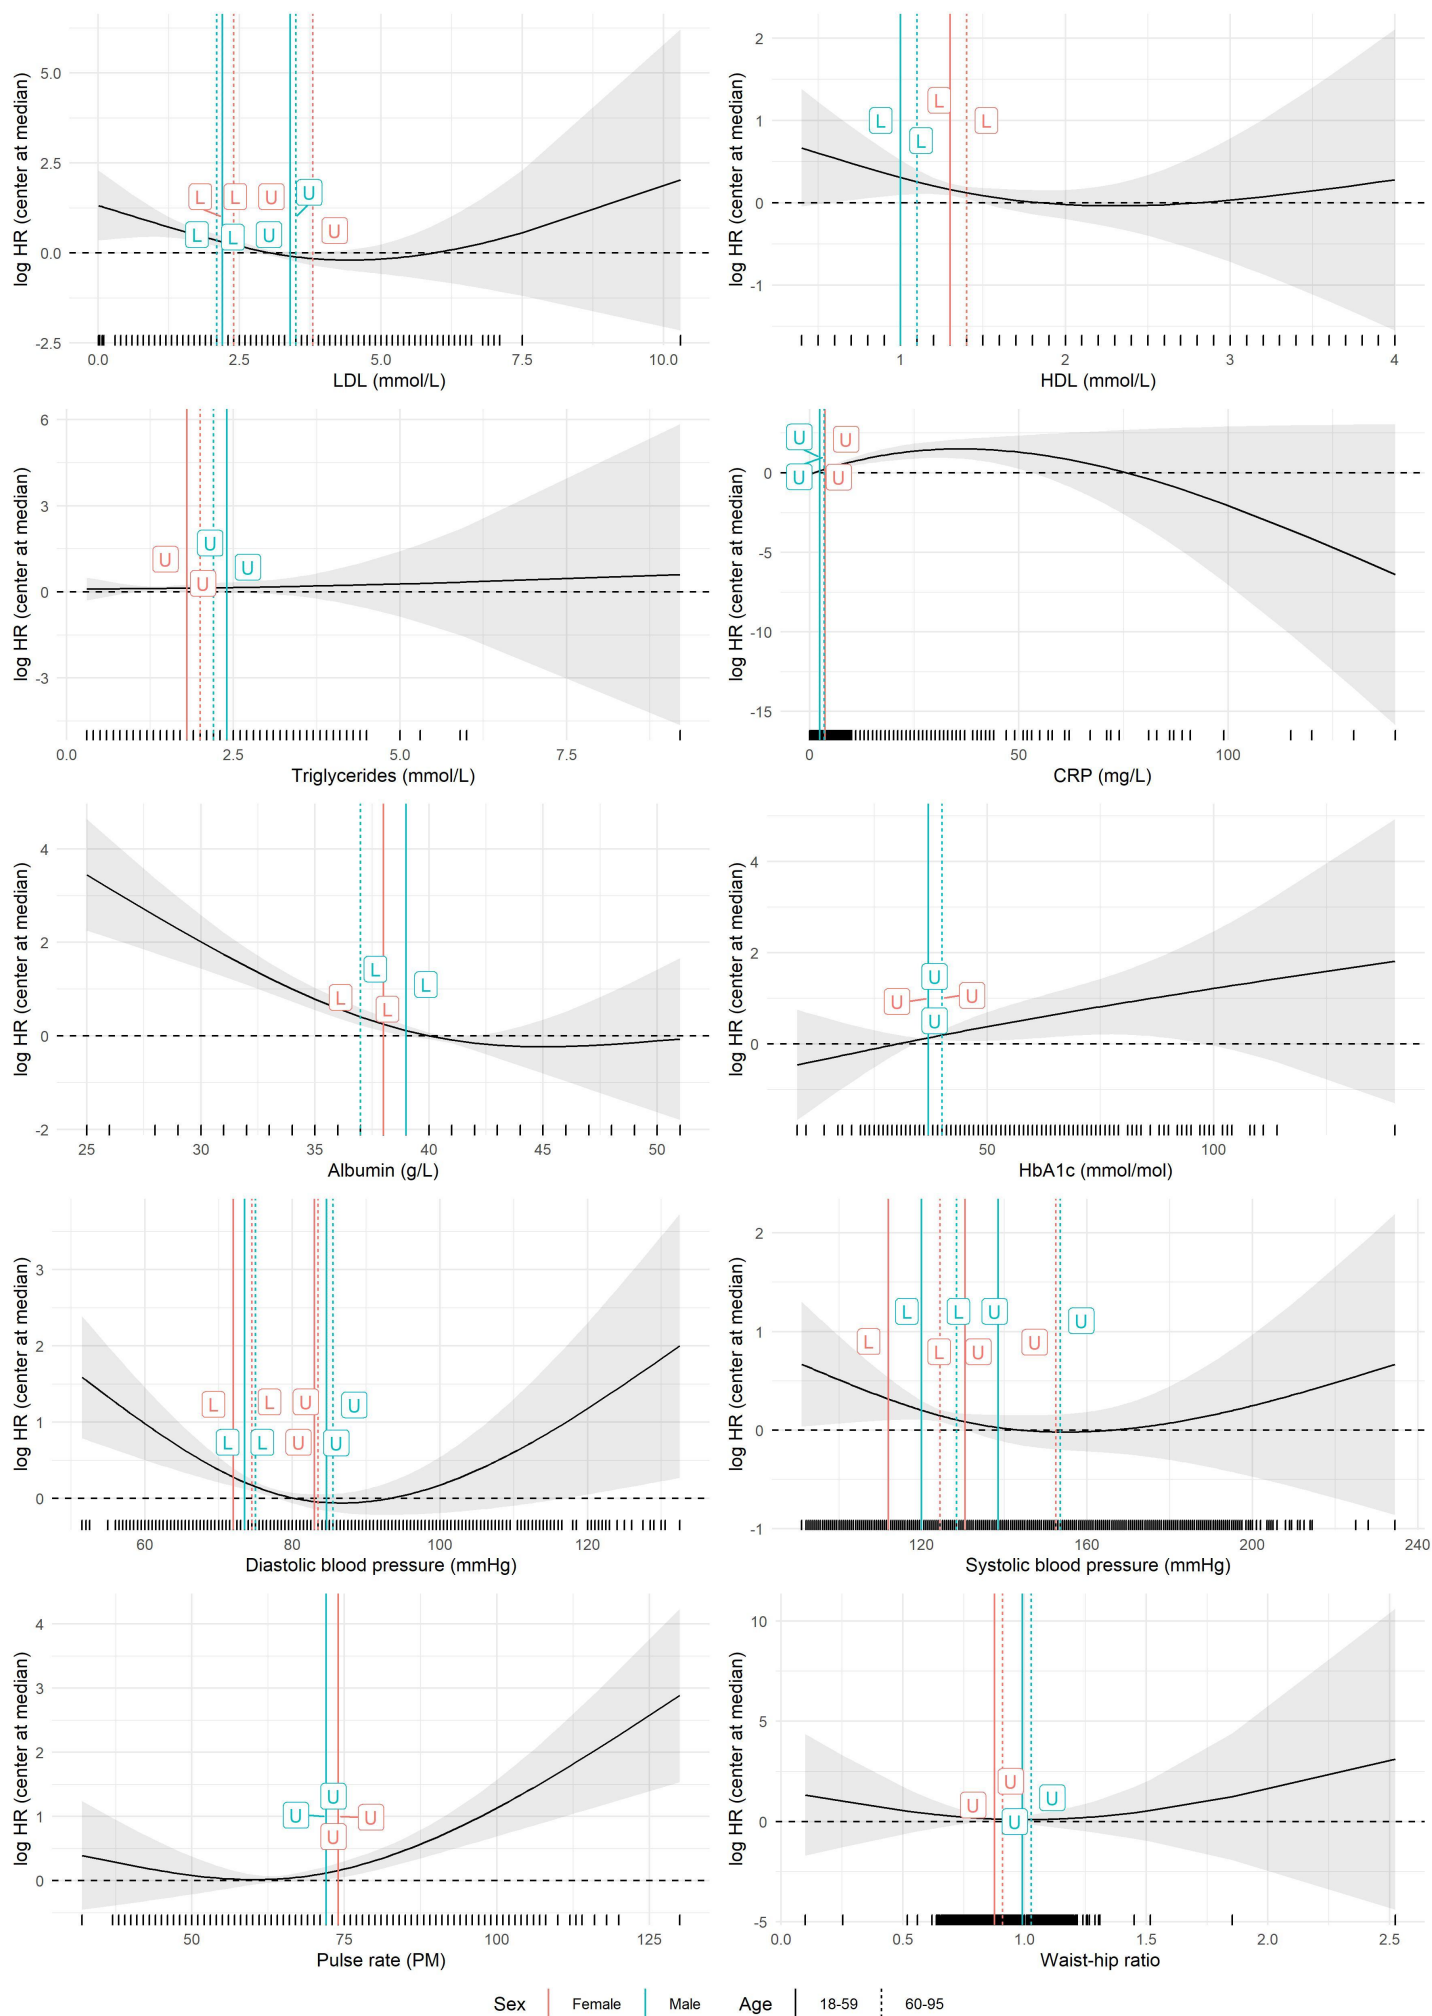 log HR (center at median)
5.0
2.5
0.0
-2.5
L L U U
L L U U
0.0 2.5 5.0 7.5 10.0
LDL (mmol/L)
log HR (center at median)
2
1
0
-1
L L L
L
1 2 3 4
HDL (mmol/L)
log HR (center at median)
6
3
0
-3
U U U
U
0.0 2.5 5.0 7.5
Triglycerides (mmol/L)
log HR (center at median)
0
-5
-10
-15
U U
U U
0 50 100
CRP (mg/L)
log HR (center at median)
4
2
0
-2
L L
L L
25 30 35 40 45 50
Albumin (g/L)
log HR (center at median)
4
2
0
U
U U
U
50 100
HbA1c (mmol/mol)
log HR (center at median)
3
2
1
0
L L U U
L L U U
60 80 100 120
Diastolic blood pressure (mmHg)
log HR (center at median)
2
1
0
-1
L L U U
L L U U
120 160 200 240
Systolic blood pressure (mmHg)
log HR (center at median)
4
3
2
1
0
U
U U
U
50 75 100 125
Pulse rate (PM)
log HR (center at median)
10
5
0
-5
U
U U
U
0.0 0.5 1.0 1.5 2.0 2.5
Waist-hip ratio
Sex Female Male Age 18-59 60-95